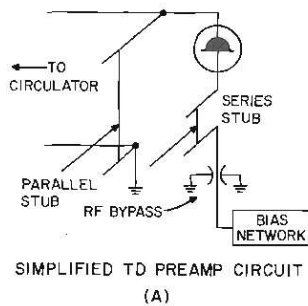 TO
CIRCULATOR
SERIES
STUB
PARALLEL
STUB
RF BYPASS
BIAS
NETWORK
SIMPLIFIED TD PREAMP CIRCUIT
(A)